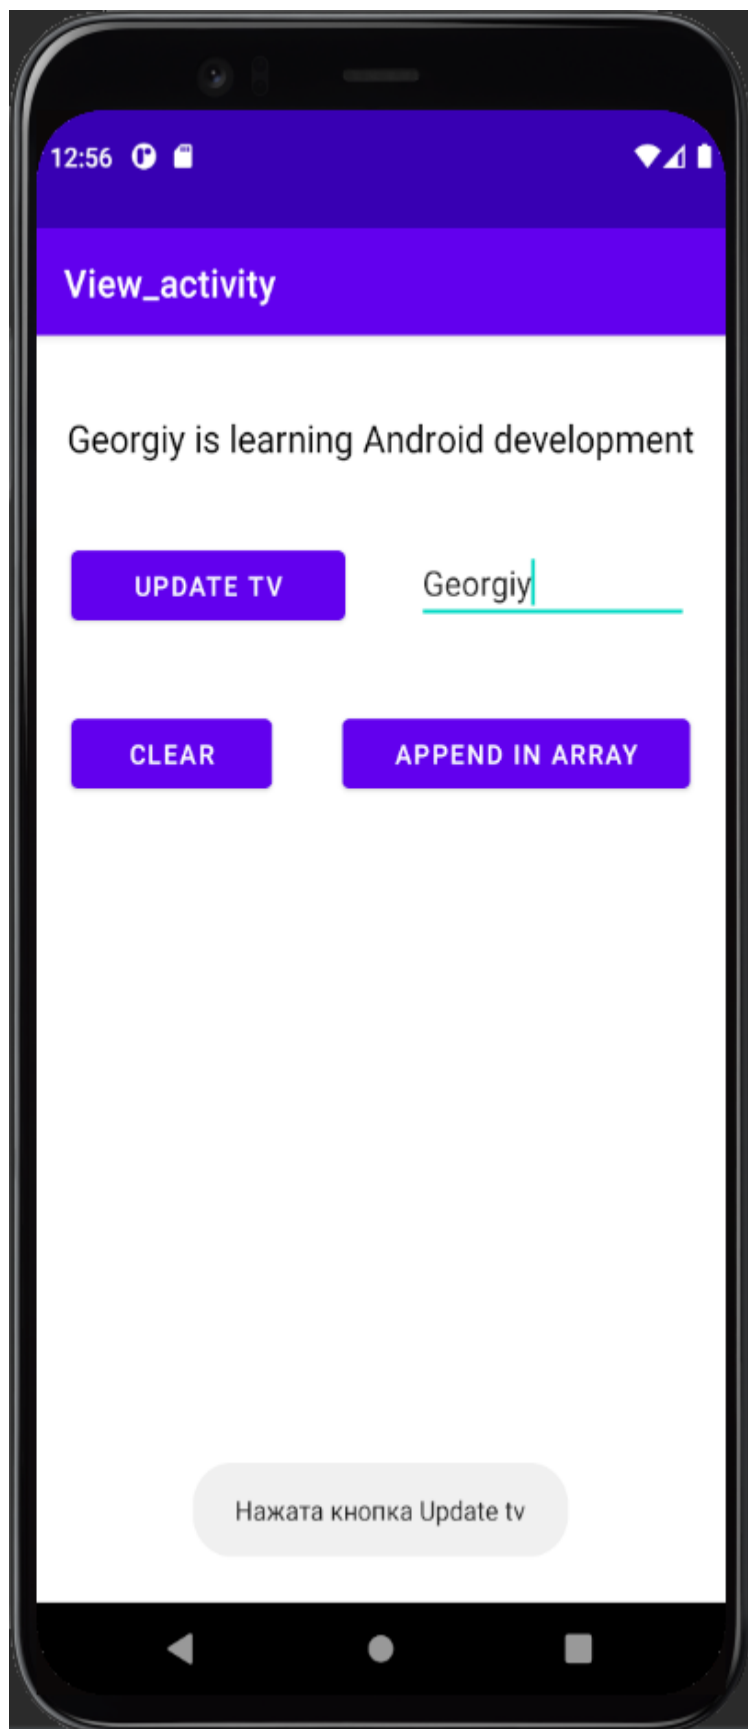 12:56
View_activity
Georgiy is learning Android development
UPDATE TV
Georgiy
CLEAR
APPEND IN ARRAY
Нажата кнопка Update tv